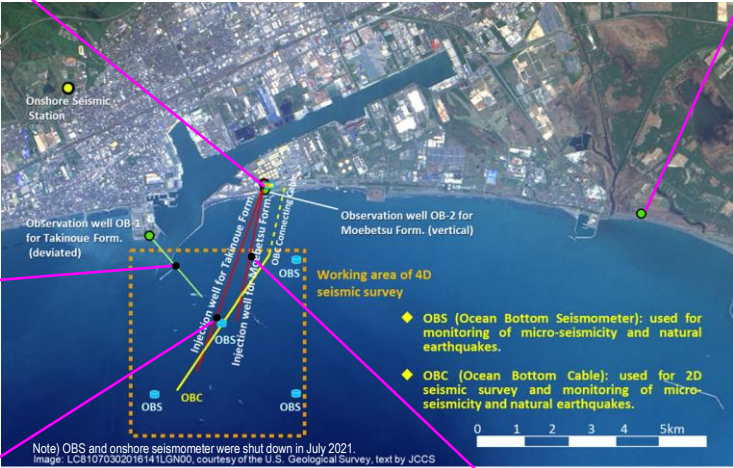 Onshore Seismic
Station
Observation well OB-1
for Takinoue Form.
(deviated)
Injection well for Takinoue Form.
Injection well for Moebetsu Form.
OBC Connecting Cable
Observation well OB-2 for
Moebetsu Form. (vertical)
OBS
Working area of 4D
seismic survey
OBS
OBC
OBS
OBS
◆ OBS (Ocean Bottom Seismometer): used for
monitoring of micro-seismicity and natural
earthquakes.
◆ OBC (Ocean Bottom Cable): used for 2D
seismic survey and monitoring of micro-
seismicity and natural earthquakes.
0 1 2 3 4 5km
Note) OBS and onshore seismometer were shut down in July 2021.
Image: LC81070302016141LGN00, courtesy of the U.S. Geological Survey, text by JCCS